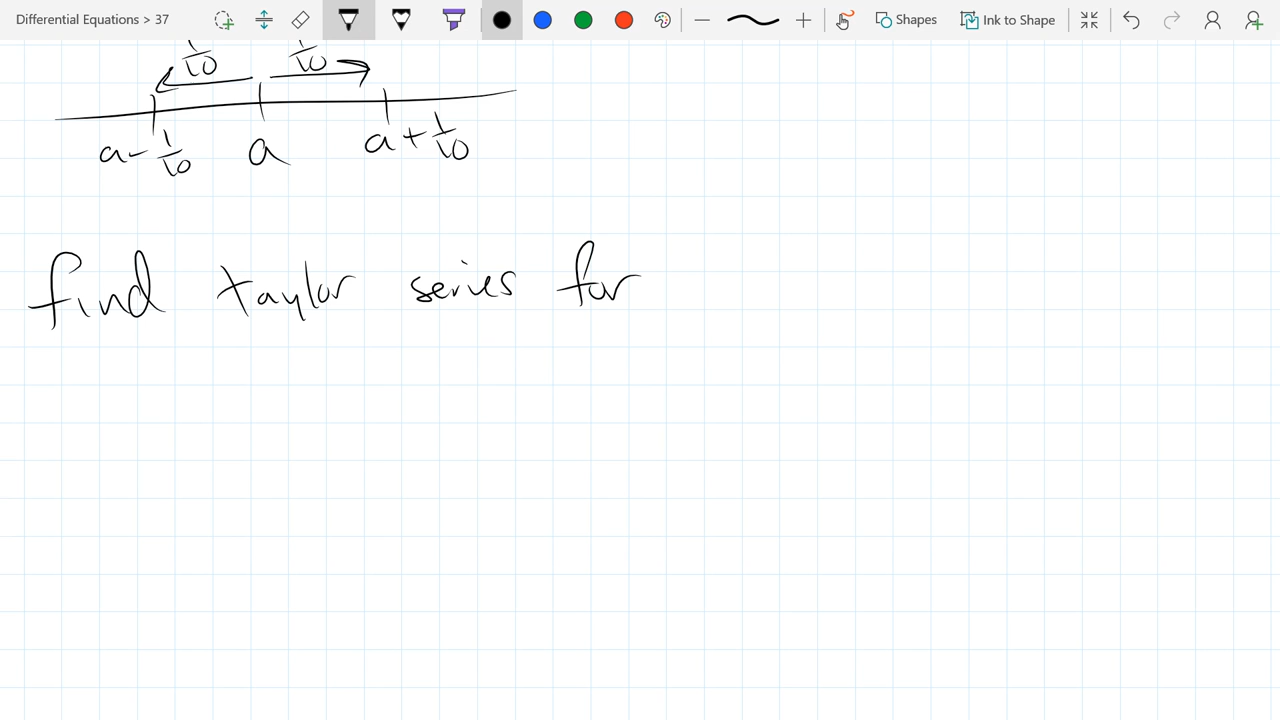 Differential Equations > 37
Shapes
Ink to Shape
1/10 1/10
a - 1/10 a a + 1/10
find taylor series for